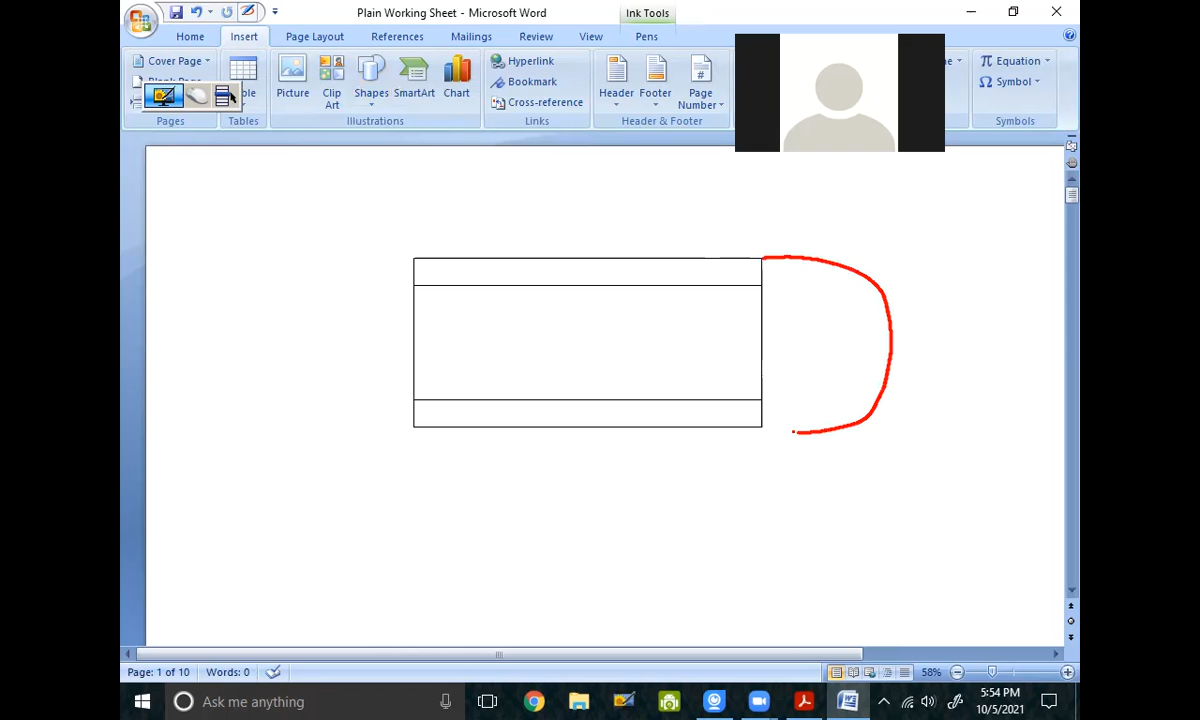 Plain Working Sheet - Microsoft Word
Ink Tools
Home Insert Page Layout References Mailings Review View Pens
Cover Page
Picture
Clip Art
Shapes
SmartArt
Chart
Hyperlink
Bookmark
Cross-reference
Header
Footer
Page Number
π Equation
Ω Symbol
Pages Tables Illustrations Links Header & Footer Symbols
Page: 1 of 10 Words: 0 58%
Ask me anything
5:54 PM
10/5/2021